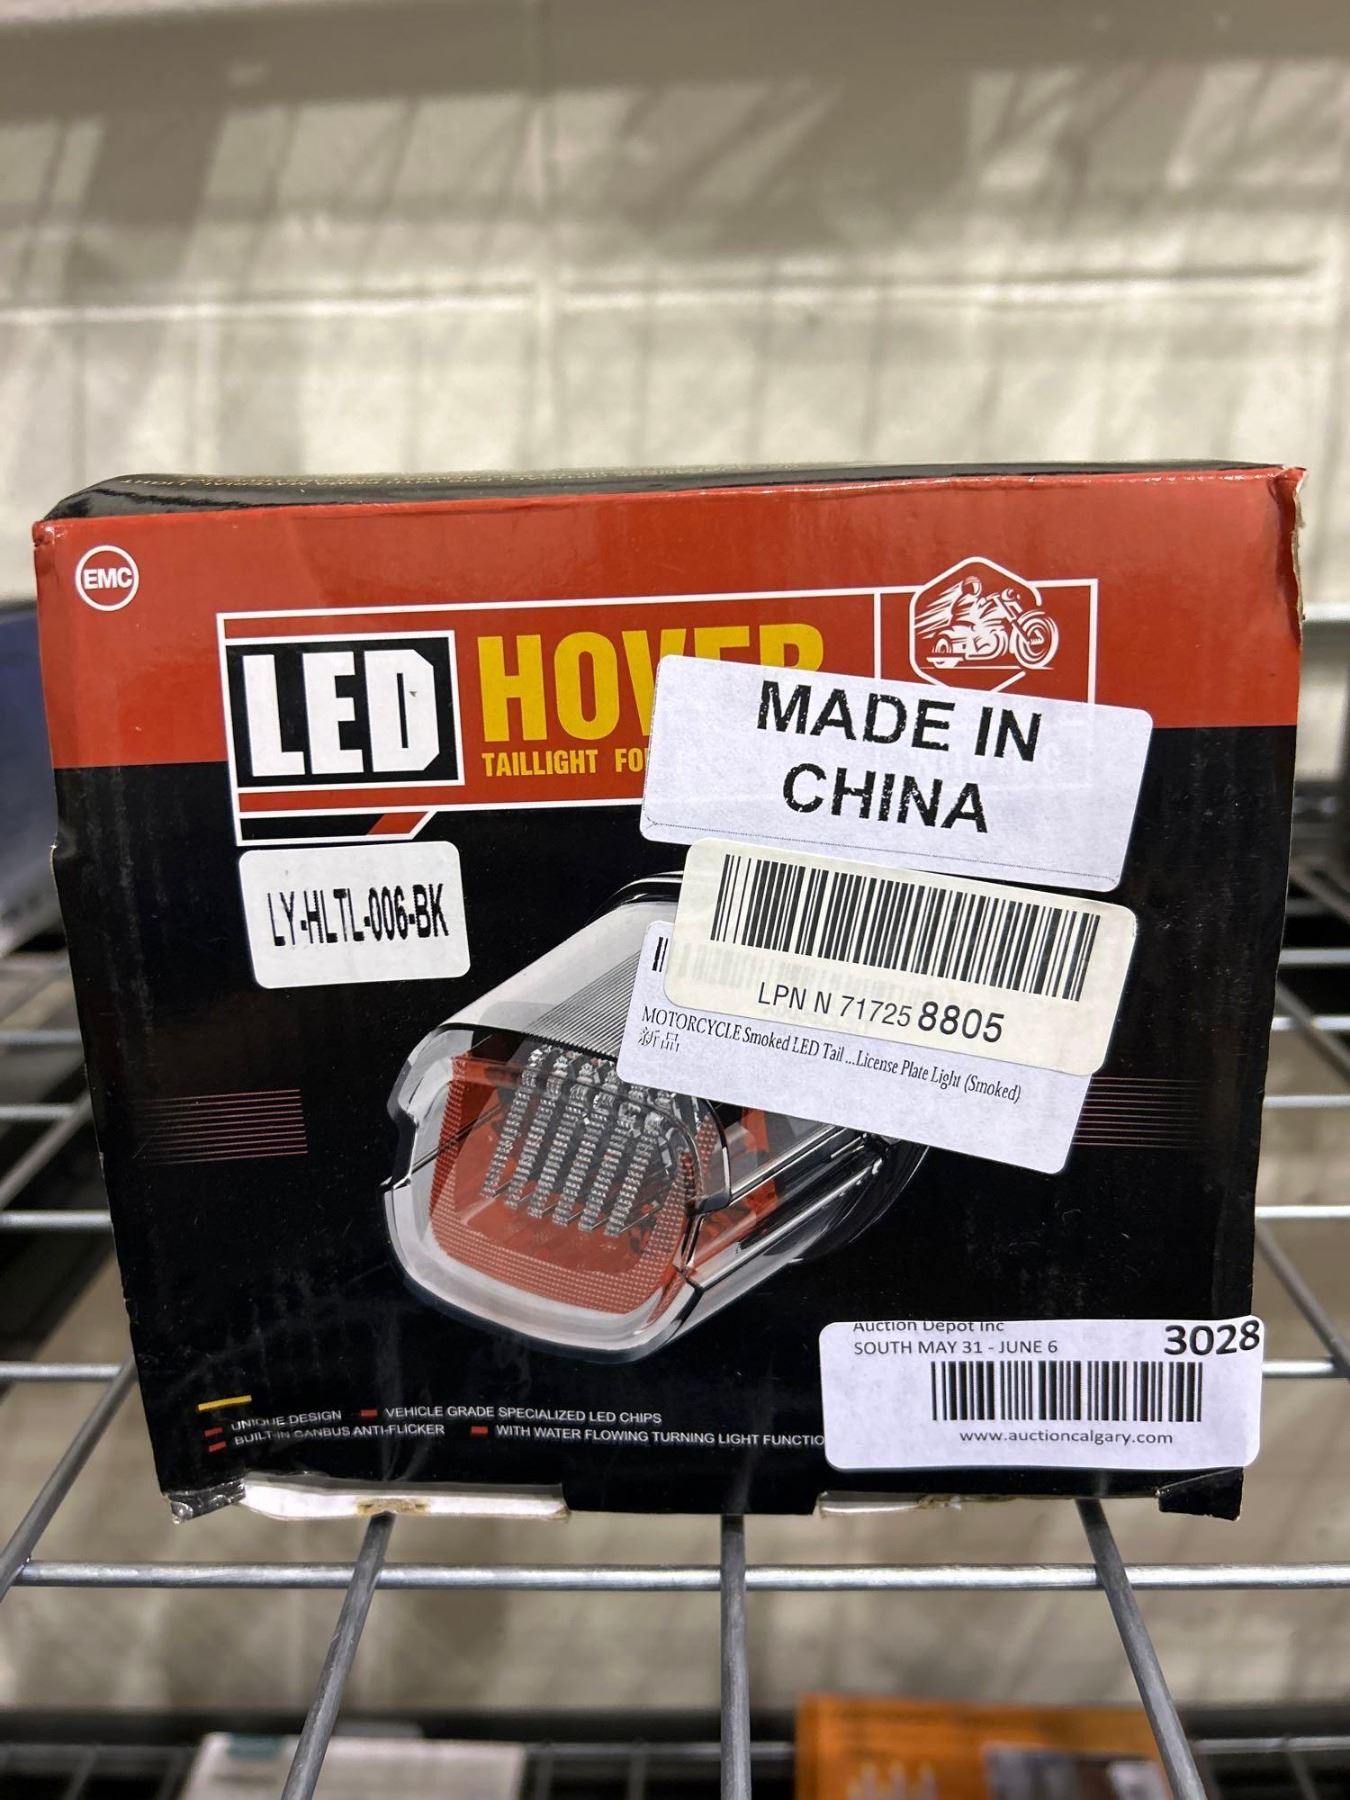 EMC
LED
HOVER
TAILLIGHT FO
MADE IN
CHINA
LY-HLTL-006-BK
LPN N 717258805
MOTORCYCLE Smoked LED Tail ...License Plate Light (Smoked)
新品
Auction Depot Inc
3028
SOUTH MAY 31 - JUNE 6
www.auctioncalgary.com
UNIQUE DESIGN
VEHICLE GRADE SPECIALIZED LED CHIPS
BUILT-IN CANBUS ANTI-FLICKER
WITH WATER FLOWING TURNING LIGHT FUNCTIO